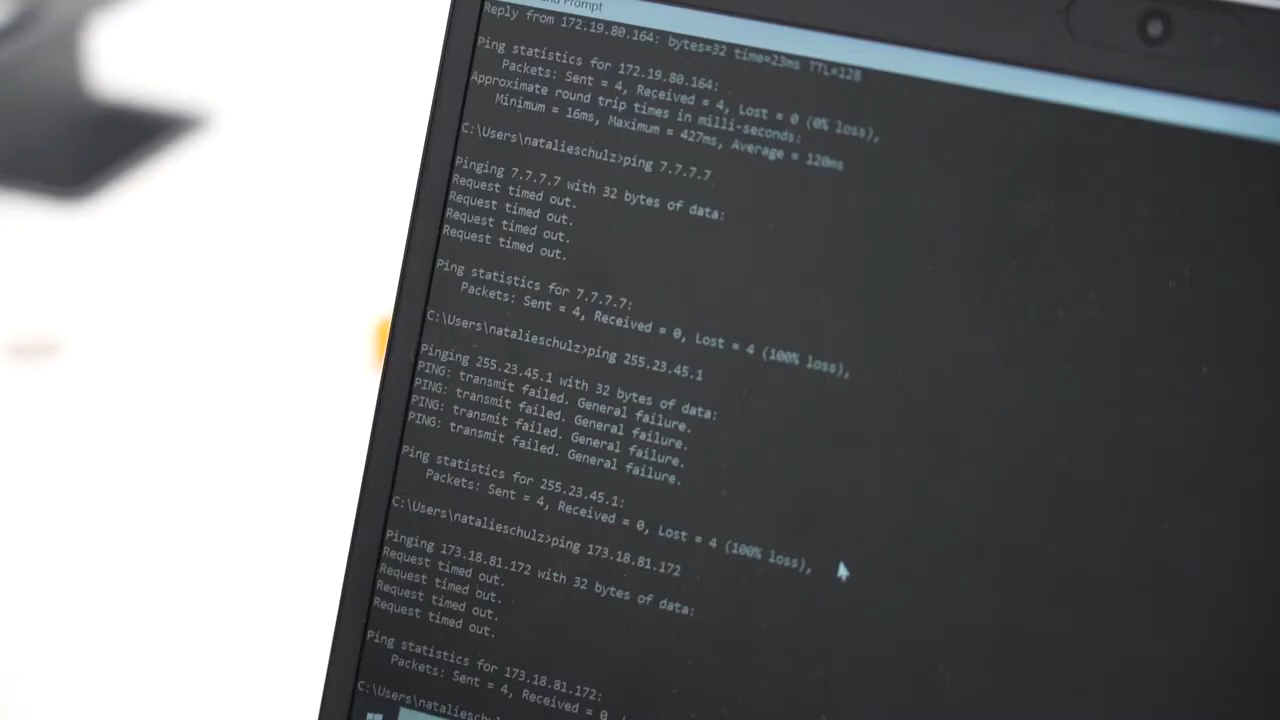 Prompt
Reply from 172.19.80.164: bytes=32 time=23ms TTL=128
Ping statistics for 172.19.80.164:
Packets: Sent = 4, Received = 4, Lost = 0 (0% loss),
Approximate round trip times in milli-seconds:
Minimum = 16ms, Maximum = 427ms, Average = 120ms
C:\Users\natalieschulz>ping 7.7.7.7
Pinging 7.7.7.7 with 32 bytes of data:
Request timed out.
Request timed out.
Request timed out.
Request timed out.
Ping statistics for 7.7.7.7:
Packets: Sent = 4, Received = 0, Lost = 4 (100% loss),
C:\Users\natalieschulz>ping 255.23.45.1
Pinging 255.23.45.1 with 32 bytes of data:
PING: transmit failed. General failure.
PING: transmit failed. General failure.
PING: transmit failed. General failure.
PING: transmit failed. General failure.
Ping statistics for 255.23.45.1:
Packets: Sent = 4, Received = 0, Lost = 4 (100% loss),
C:\Users\natalieschulz>ping 173.18.81.172
Pinging 173.18.81.172 with 32 bytes of data:
Request timed out.
Request timed out.
Request timed out.
Request timed out.
Ping statistics for 173.18.81.172:
Packets: Sent = 4, Received = 0,
C:\Users\natalieschul